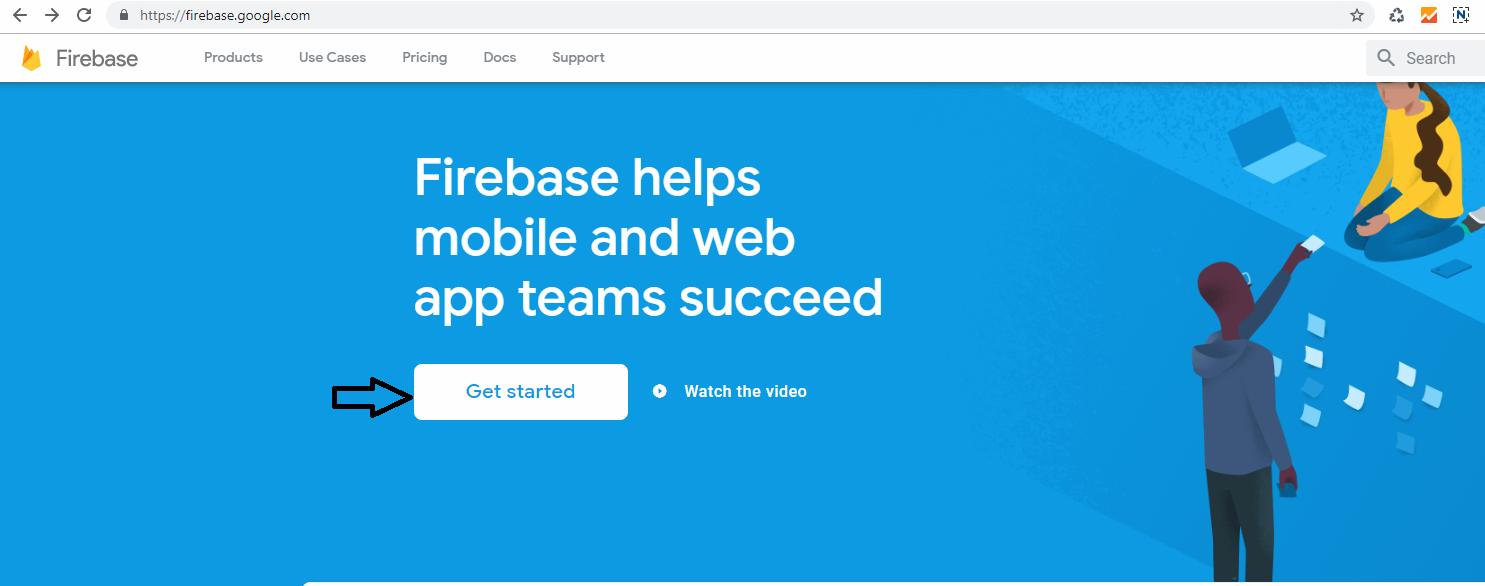 https://firebase.google.com
N
Firebase
Products
Use Cases
Pricing
Docs
Support
Search
Firebase helps
mobile and web
app teams succeed
Get started
Watch the video